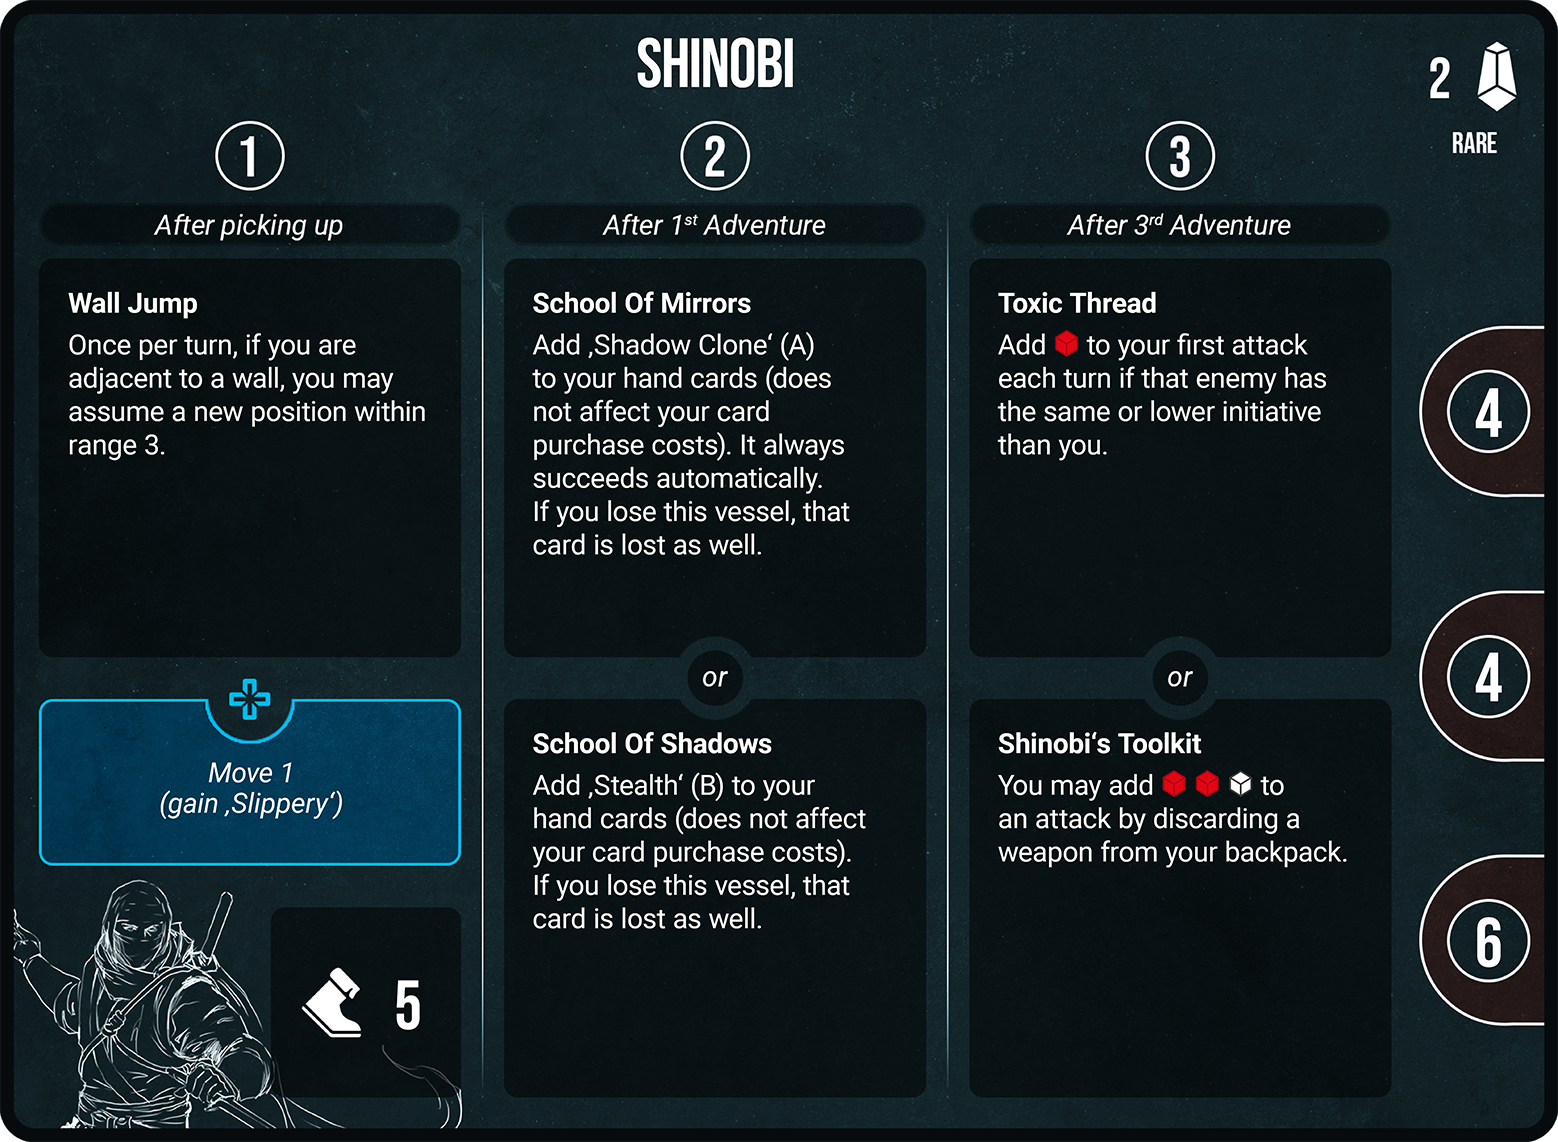 SHINOBI
2
RARE
1
After picking up
Wall Jump
Once per turn, if you are
adjacent to a wall, you may
assume a new position within
range 3.
Move 1
(gain ‚Slippery‘)
5
2
After 1st Adventure
School Of Mirrors
Add ‚Shadow Clone‘ (A)
to your hand cards (does
not affect your card
purchase costs). It always
succeeds automatically.
If you lose this vessel, that
card is lost as well.
or
School Of Shadows
Add ‚Stealth‘ (B) to your
hand cards (does not affect
your card purchase costs).
If you lose this vessel, that
card is lost as well.
3
After 3rd Adventure
Toxic Thread
Add to your first attack
each turn if that enemy has
the same or lower initiative
than you.
or
Shinobi‘s Toolkit
You may add to
an attack by discarding a
weapon from your backpack.
4
4
6